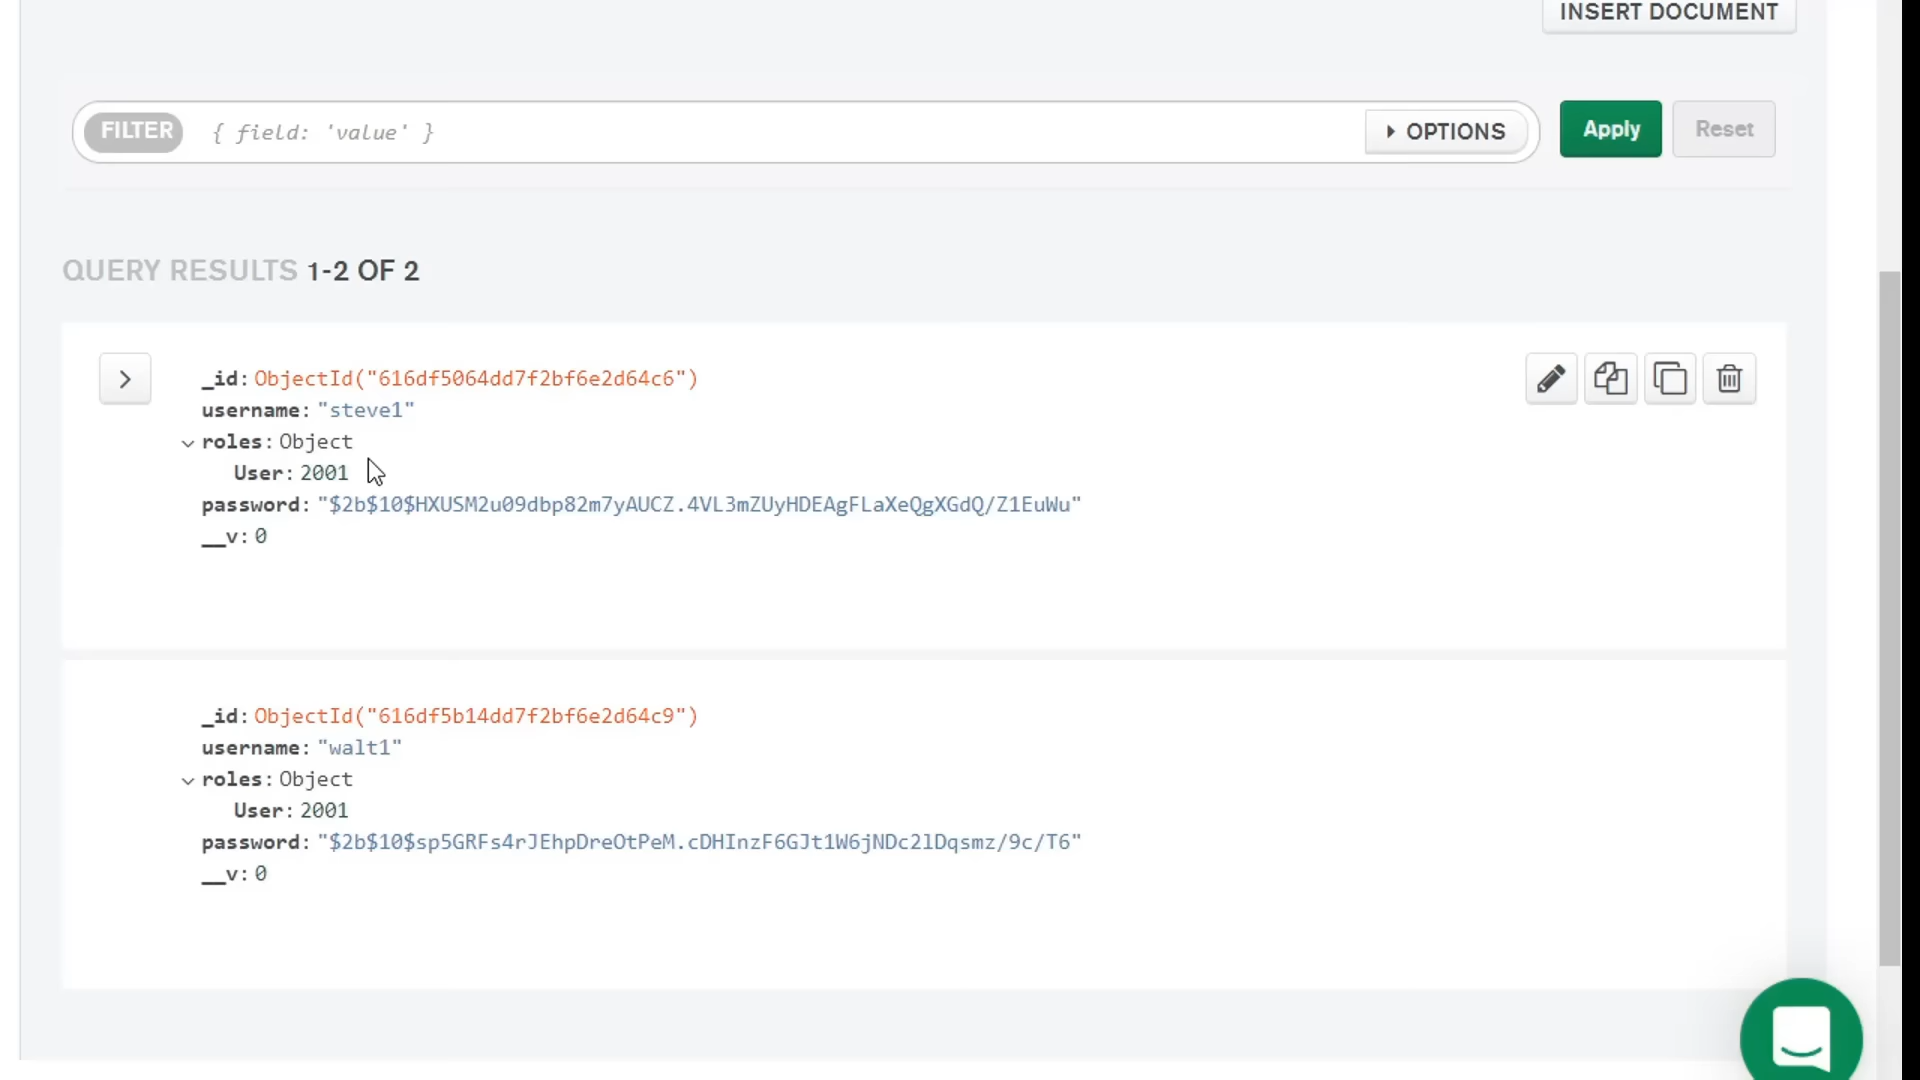 INSERT DOCUMENT
FILTER { field: 'value' } OPTIONS Apply Reset
QUERY RESULTS 1-2 OF 2
_id: ObjectId("616df5064dd7f2bf6e2d64c6")
username: "steve1"
roles: Object
User: 2001
password: "$2b$10$HXUSM2u09dbp82m7yAUCZ.4VL3mZUyHDEAgFLaXeQgXGdQ/Z1EuWu"
__v: 0
_id: ObjectId("616df5b14dd7f2bf6e2d64c9")
username: "walt1"
roles: Object
User: 2001
password: "$2b$10$sp5GRFs4rJEhpDreOtPeM.cDHInzF6GJt1W6jNDc2lDqsmz/9c/T6"
__v: 0